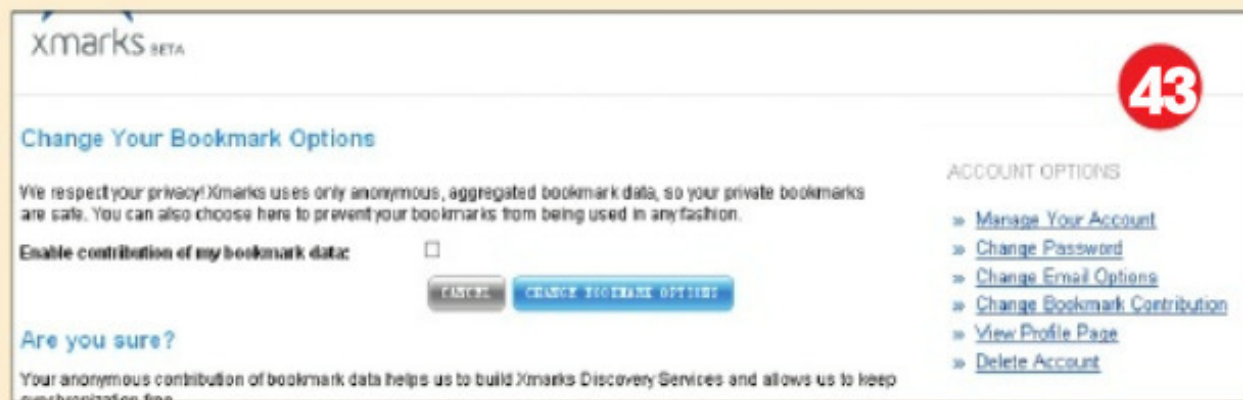 xmarks BETA
43
Change Your Bookmark Options
We respect your privacy! Xmarks uses only anonymous, aggregated bookmark data, so your private bookmarks
are safe. You can also choose here to prevent your bookmarks from being used in any fashion.
Enable contribution of my bookmark data:
CANCEL CHANGE BOOKMARK OPTIONS
Are you sure?
Your anonymous contribution of bookmark data helps us to build Xmarks Discovery Services and allows us to keep
synchronization free
ACCOUNT OPTIONS
» Manage Your Account
» Change Password
» Change Email Options
» Change Bookmark Contribution
» View Profile Page
» Delete Account